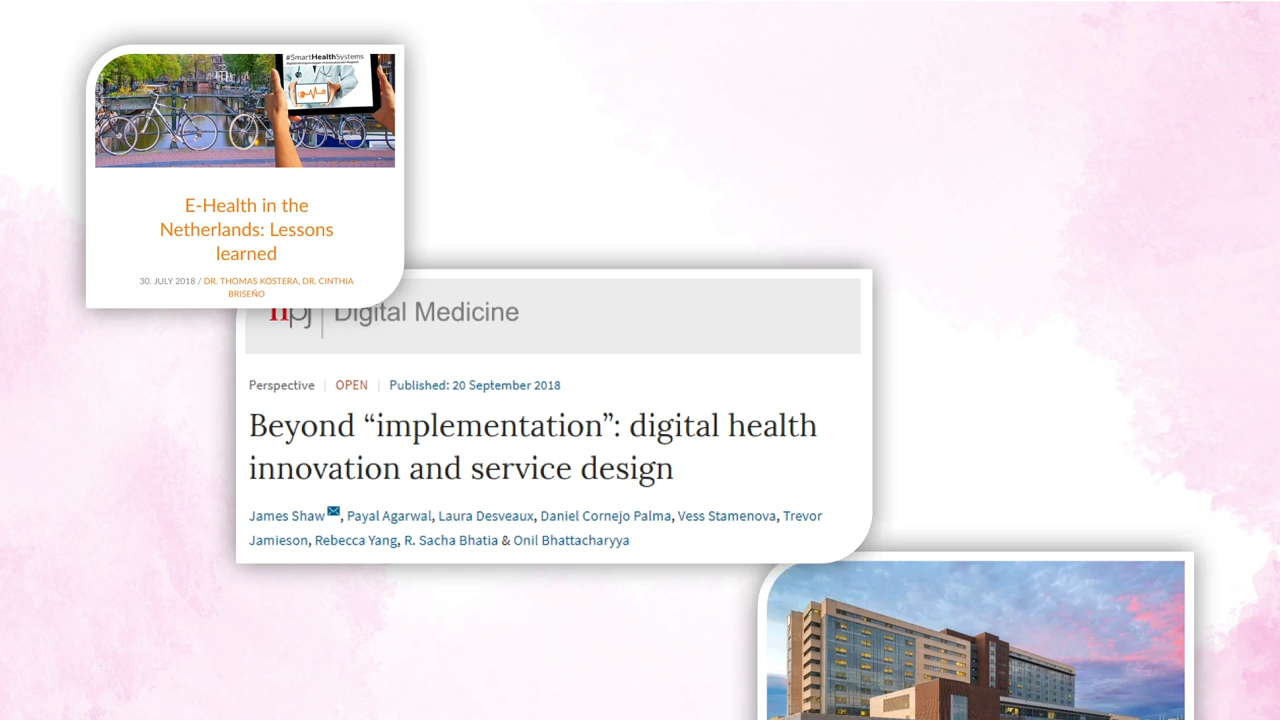 #SmartHealthSystems
E-Health in the
Netherlands: Lessons
learned
30. JULY 2018 / DR. THOMAS KOSTERA, DR. CINTHIA
BRISEÑO
npj | Digital Medicine
Perspective | OPEN | Published: 20 September 2018
Beyond “implementation”: digital health
innovation and service design
James Shaw, Payal Agarwal, Laura Desveaux, Daniel Cornejo Palma, Vess Stamenova, Trevor
Jamieson, Rebecca Yang, R. Sacha Bhatia & Onil Bhattacharyya